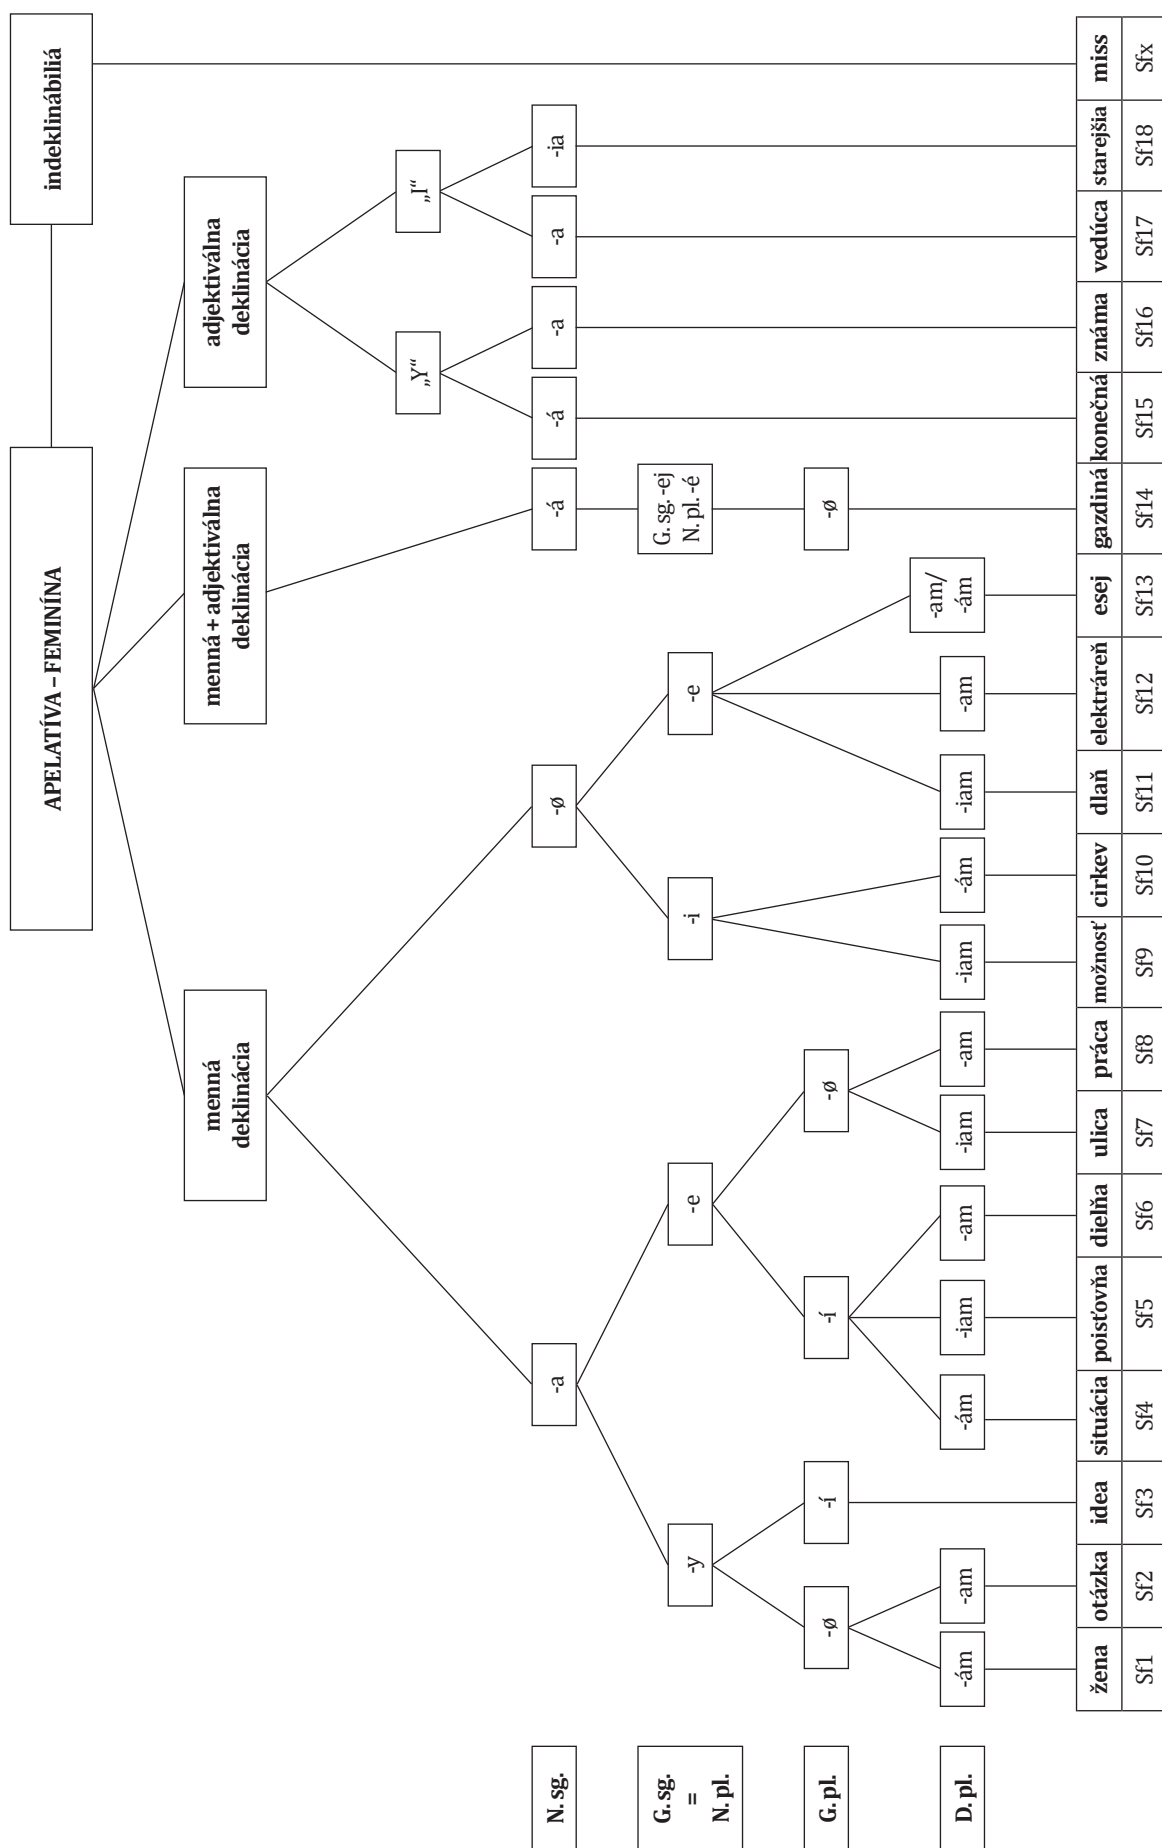 APELATÍVA – FEMINÍNA
indeklinábiliá
menná
deklinácia
menná + adjektiválna
deklinácia
adjektiválna
deklinácia
„Y“
„I“
N. sg.
-a
-ø
-á
-á
-a
-a
-ia
G. sg.
=
N. pl.
-y
-e
-i
-e
G. sg. -ej
N. pl. -é
G. pl.
-ø
-í
-í
-ø
-ø
D. pl.
-ám
-am
-ám
-iam
-am
-iam
-am
-iam
-ám
-iam
-am
-am/
-ám
žena otázka idea situácia poisťovňa dielňa ulica práca možnosť cirkev dlaň elektráreň esej gazdiná konečná známa vedúca starejšia miss
Sf1 Sf2 Sf3 Sf4 Sf5 Sf6 Sf7 Sf8 Sf9 Sf10 Sf11 Sf12 Sf13 Sf14 Sf15 Sf16 Sf17 Sf18 Sfx